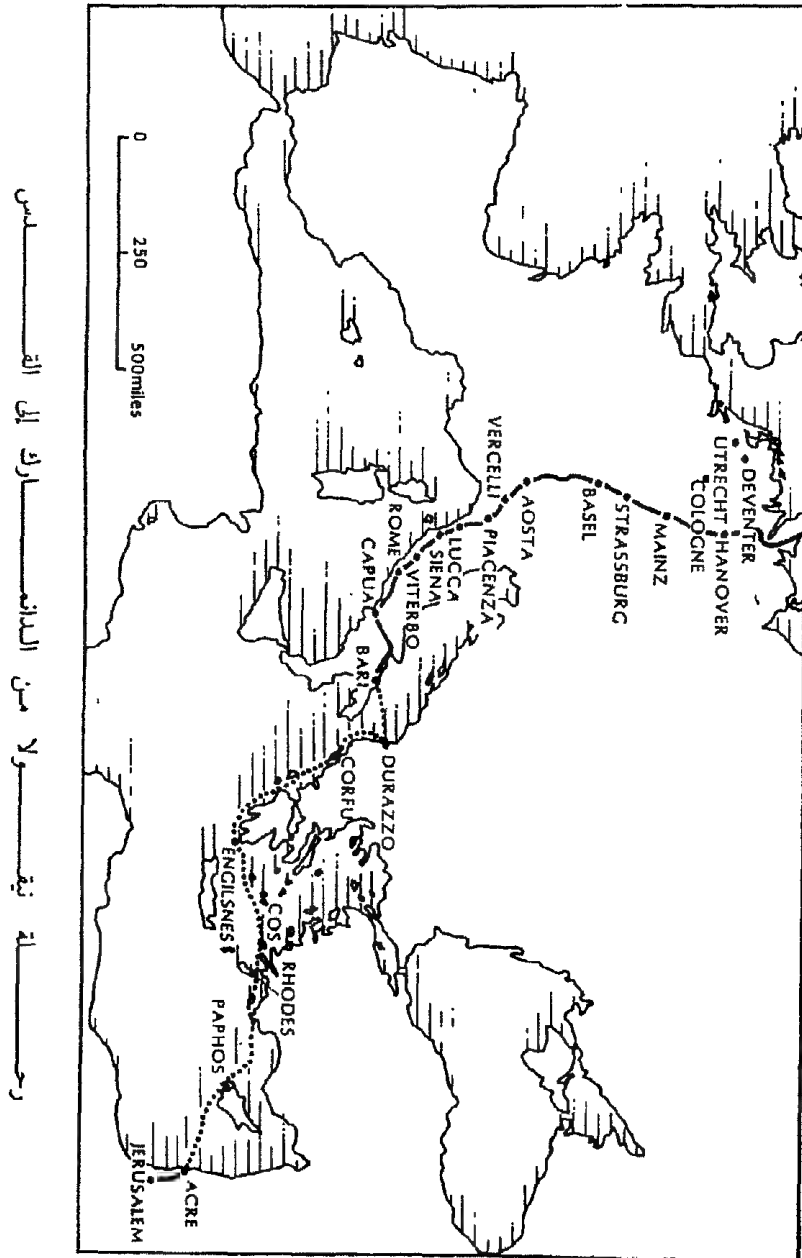 DEVENTER
UTRECHT
HANOVER
COLOGNE
MAINZ
STRASSBURG
BASEL
AOSTA
VERCELLI
PIACENZA
LUCCA
SIENA
VITERBO
ROME
CAPUA
BARI
DURAZZO
CORFU
ENGILSNES
COS
RHODES
PAPHOS
ACRE
JERUSALEM
0 250 500miles
رحلة نيقولا من الدانمارك إلى القدس